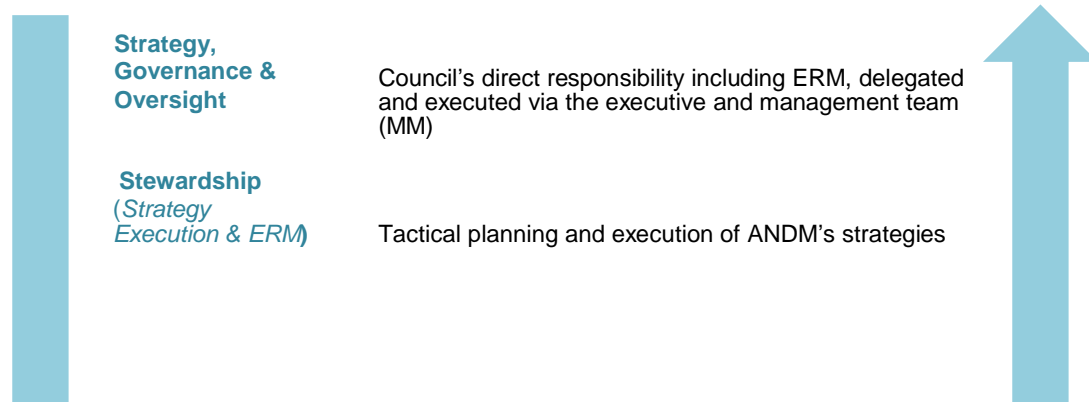 Strategy,
Governance &
Oversight
Council’s direct responsibility including ERM, delegated
and executed via the executive and management team
(MM)
Stewardship
(Strategy
Execution & ERM)
Tactical planning and execution of ANDM’s strategies